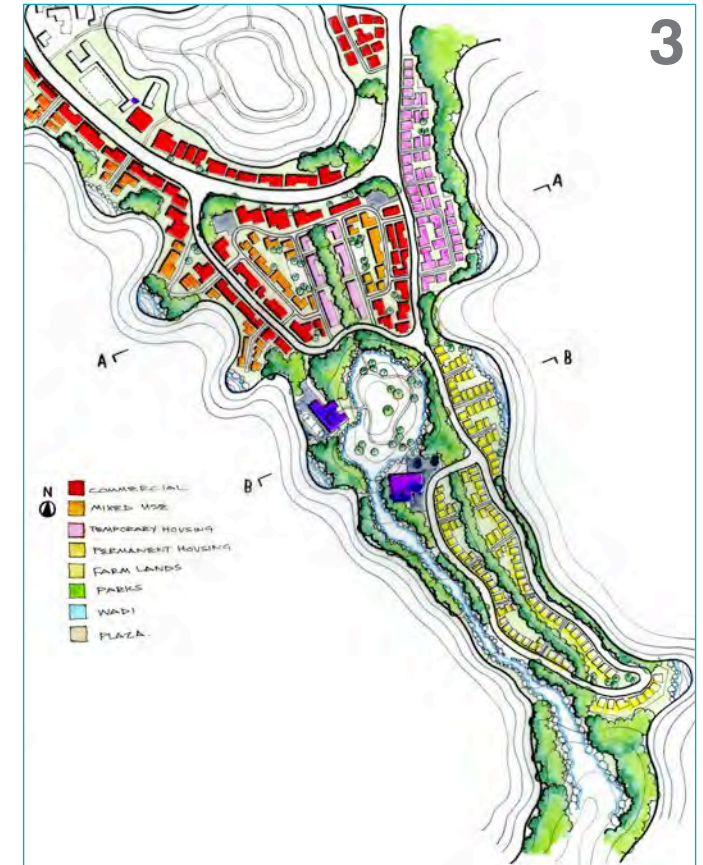 3
A
A
B
B
N
COMMERCIAL
MIXED USE
TEMPORARY HOUSING
PERMANENT HOUSING
FARM LANDS
PARKS
WADI
PLAZA.